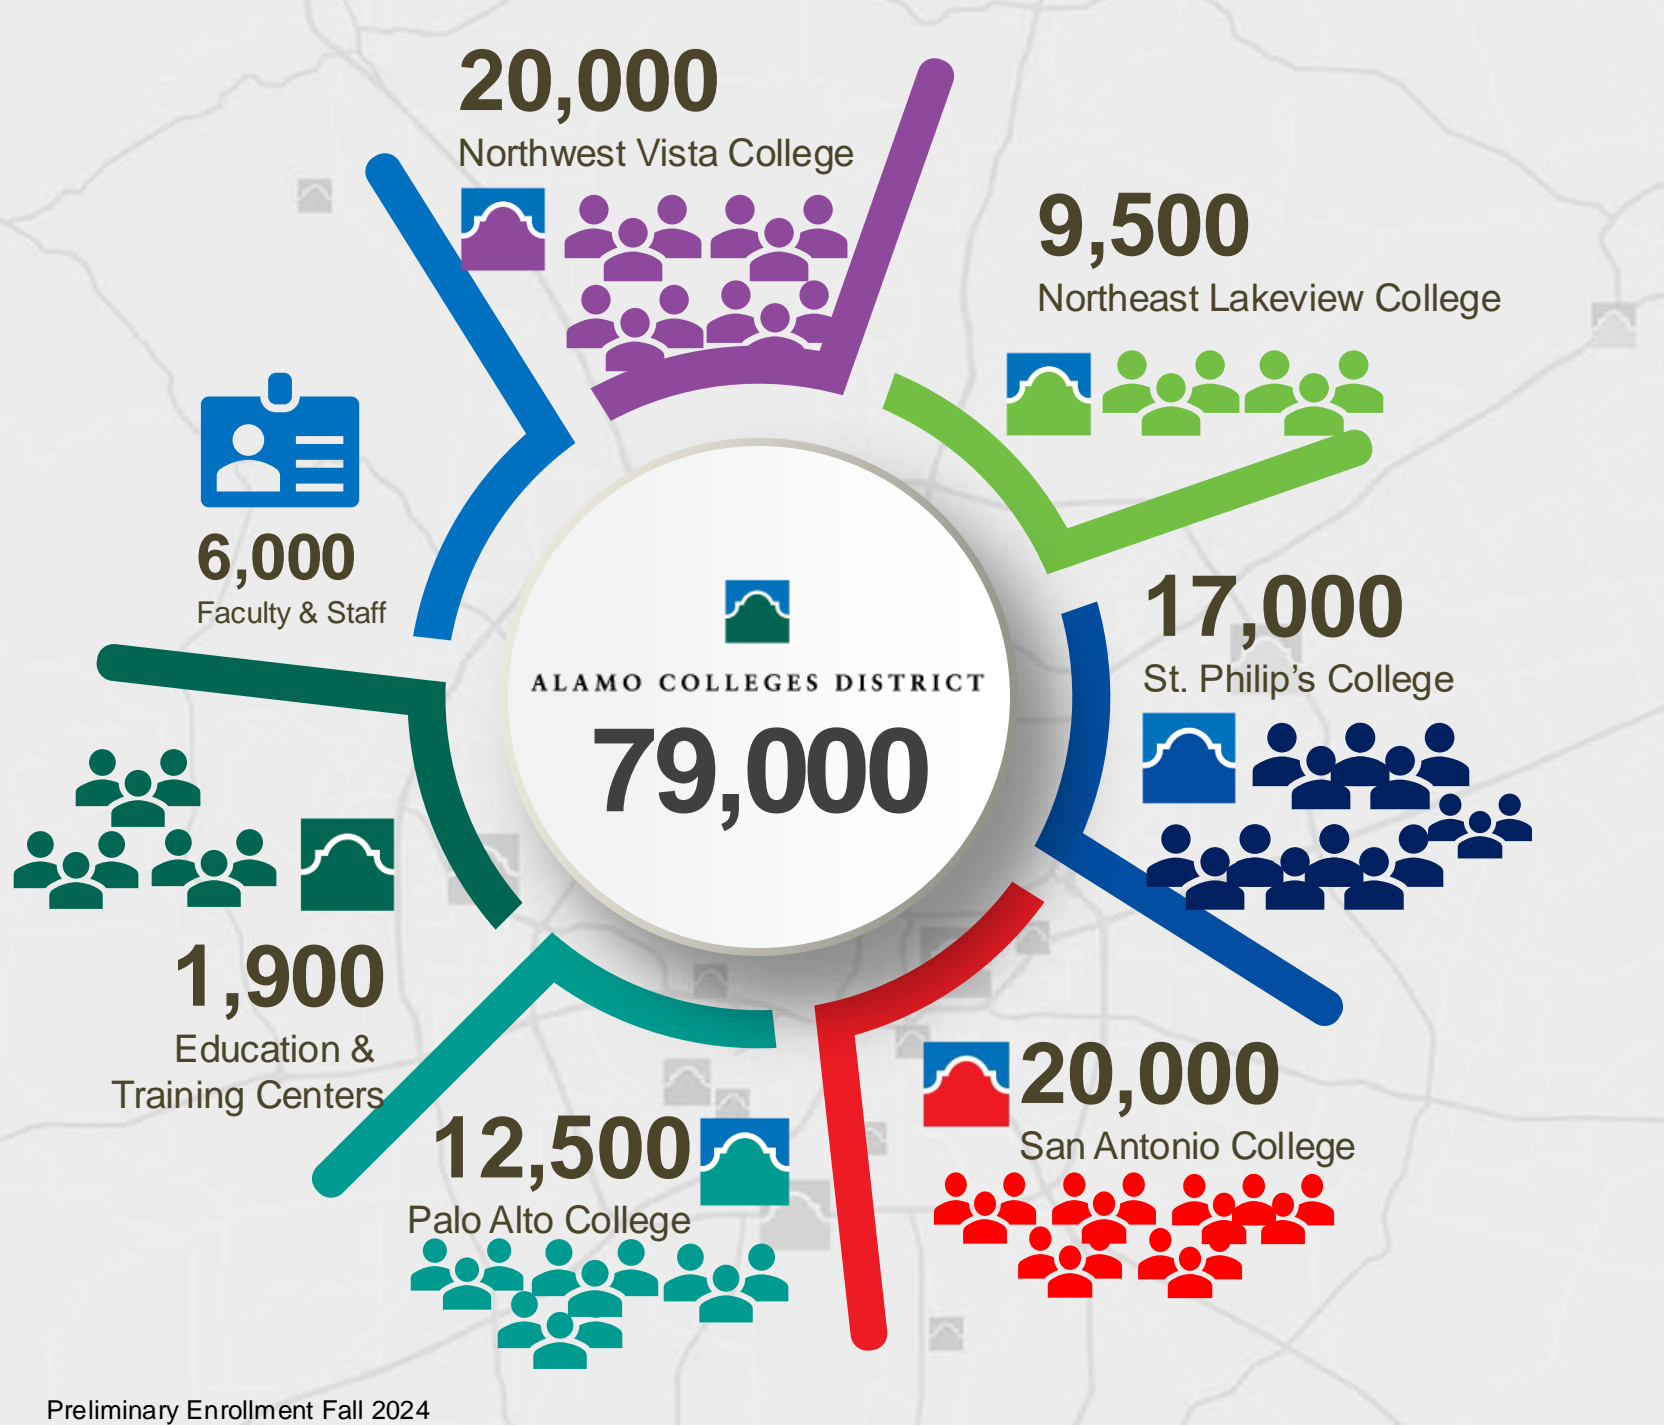 20,000
Northwest Vista College
9,500
Northeast Lakeview College
6,000
Faculty & Staff
17,000
St. Philip’s College
ALAMO COLLEGES DISTRICT
79,000
1,900
Education &
Training Centers
20,000
San Antonio College
12,500
Palo Alto College
Preliminary Enrollment Fall 2024